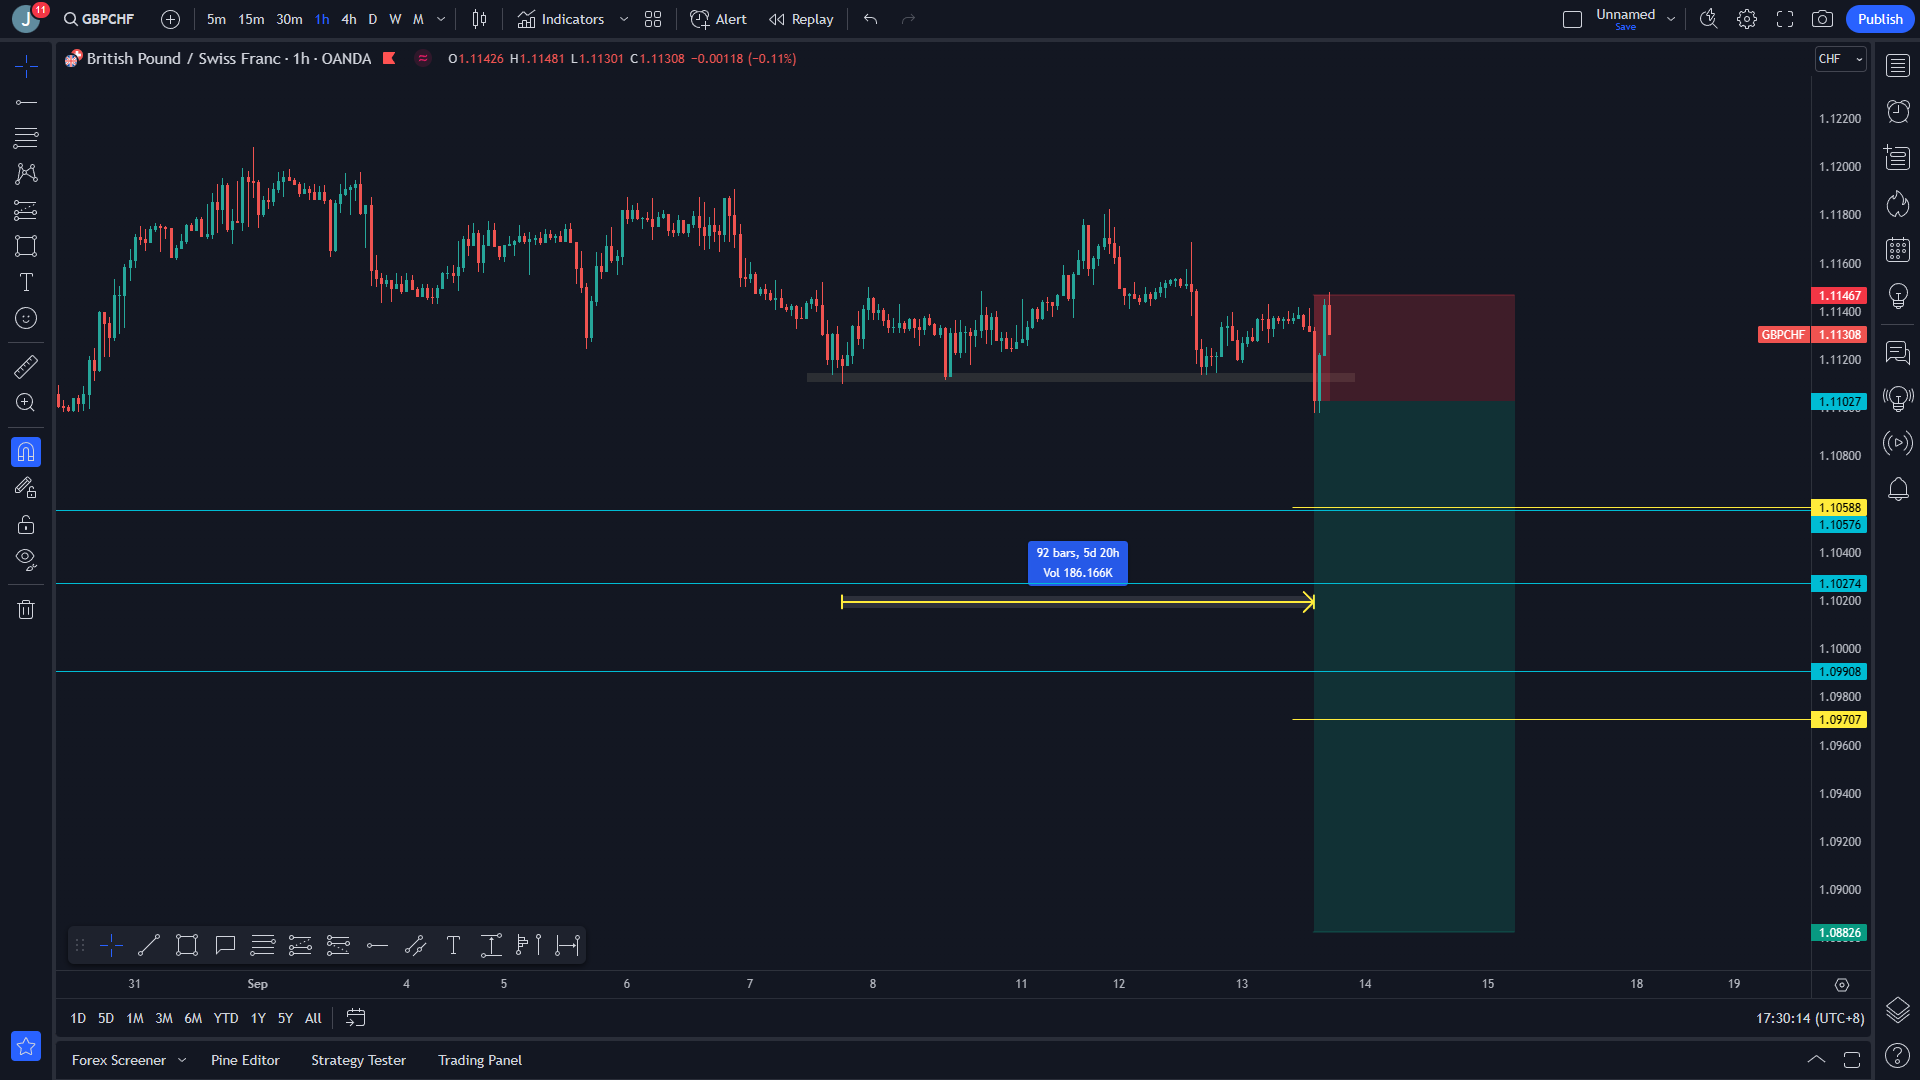 J 11 GBPCHF 5m 15m 30m 1h 4h D W M Indicators Alert Replay Unnamed Publish
Save
British Pound / Swiss Franc · 1h · OANDA O1.11426 H1.11481 L1.11301 C1.11308 −0.00118 (−0.11%) CHF
1.12200
1.12000
1.11800
1.11600
1.11467
1.11400
GBPCHF 1.11308
1.11200
1.11027
1.10800
1.10588
1.10576
92 bars, 5d 20h
Vol 186.166K
1.10400
1.10274
1.10200
1.10000
1.09908
1.09800
1.09707
1.09600
1.09400
1.09200
1.09000
1.08826
T
31 Sep 4 5 6 7 8 11 12 13 14 15 18 19
1D 5D 1M 3M 6M YTD 1Y 5Y All 17:30:14 (UTC+8)
Forex Screener Pine Editor Strategy Tester Trading Panel